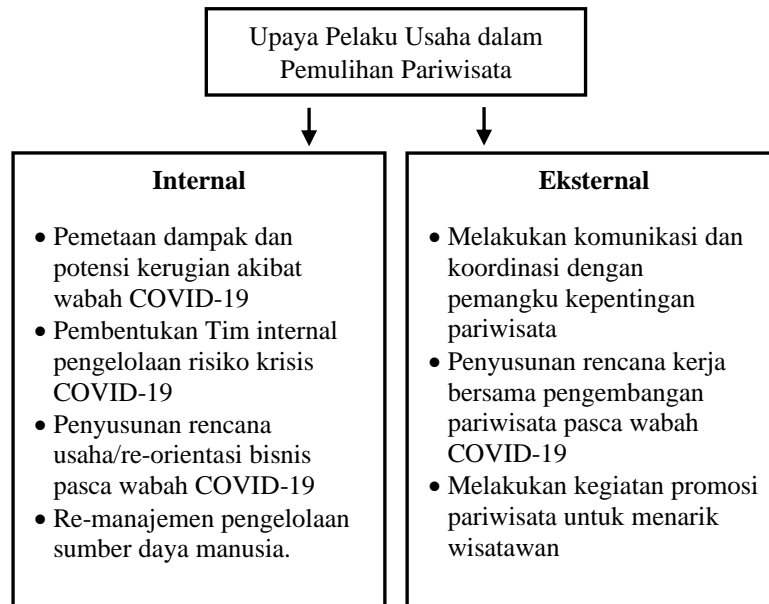 Upaya Pelaku Usaha dalam
Pemulihan Pariwisata
Internal
• Pemetaan dampak dan
potensi kerugian akibat
wabah COVID-19
• Pembentukan Tim internal
pengelolaan risiko krisis
COVID-19
• Penyusunan rencana
usaha/re-orientasi bisnis
pasca wabah COVID-19
• Re-manajemen pengelolaan
sumber daya manusia.
Eksternal
• Melakukan komunikasi dan
koordinasi dengan
pemangku kepentingan
pariwisata
• Penyusunan rencana kerja
bersama pengembangan
pariwisata pasca wabah
COVID-19
• Melakukan kegiatan promosi
pariwisata untuk menarik
wisatawan